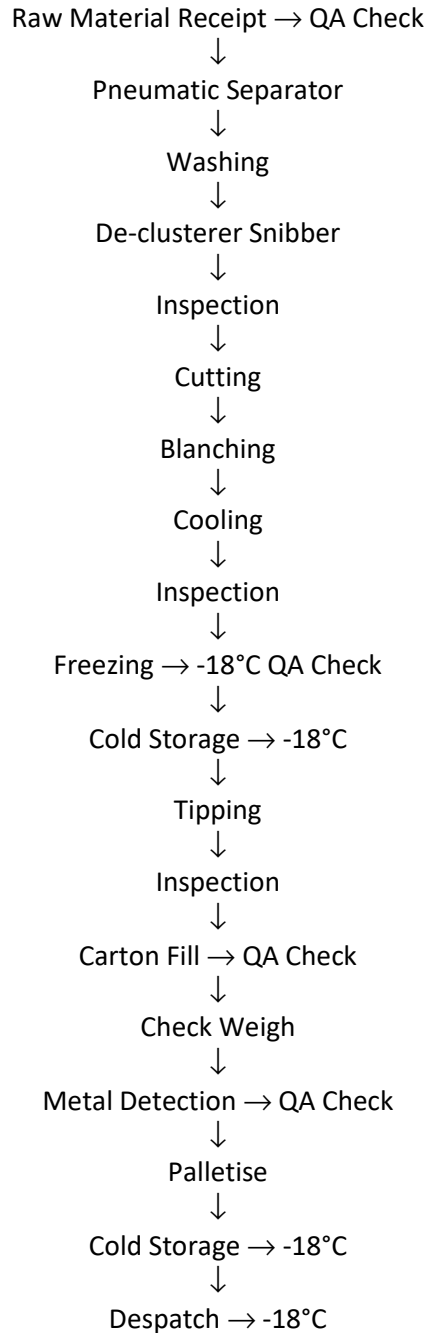 Raw Material Receipt → QA Check
↓
Pneumatic Separator
↓
Washing
↓
De-clusterer Snibber
↓
Inspection
↓
Cutting
↓
Blanching
↓
Cooling
↓
Inspection
↓
Freezing → -18°C QA Check
↓
Cold Storage → -18°C
↓
Tipping
↓
Inspection
↓
Carton Fill → QA Check
↓
Check Weigh
↓
Metal Detection → QA Check
↓
Palletise
↓
Cold Storage → -18°C
↓
Despatch → -18°C